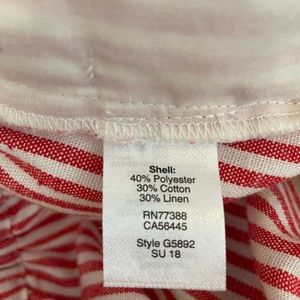 Shell:
40% Polyester
30% Cotton
30% Linen
RN77388
CA56445
Style G5892
SU 18